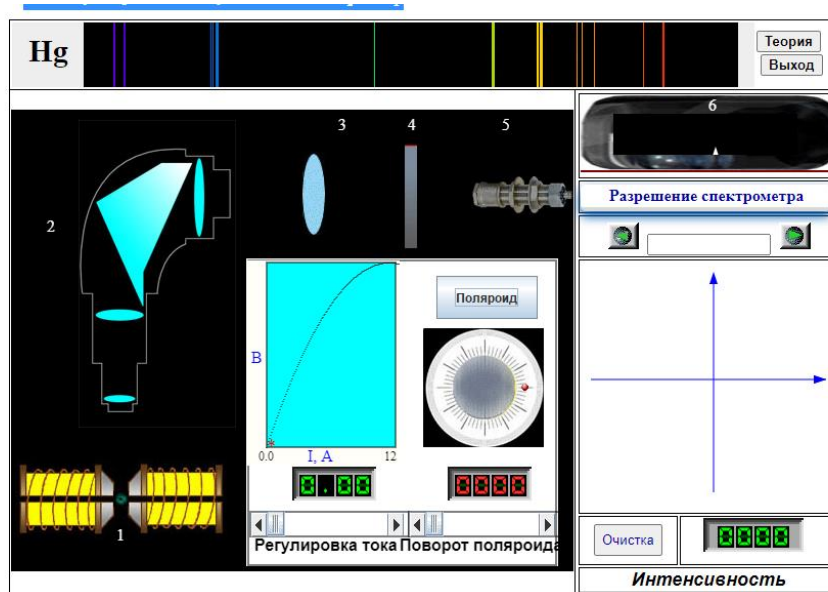 Hg
Теория
Выход
1
2
3
4
5
6
Разрешение спектрометра
B
0.0
I, A
12
Поляроид
0.00
0000
Регулировка тока
Поворот поляроида
Очистка
0000
Интенсивность